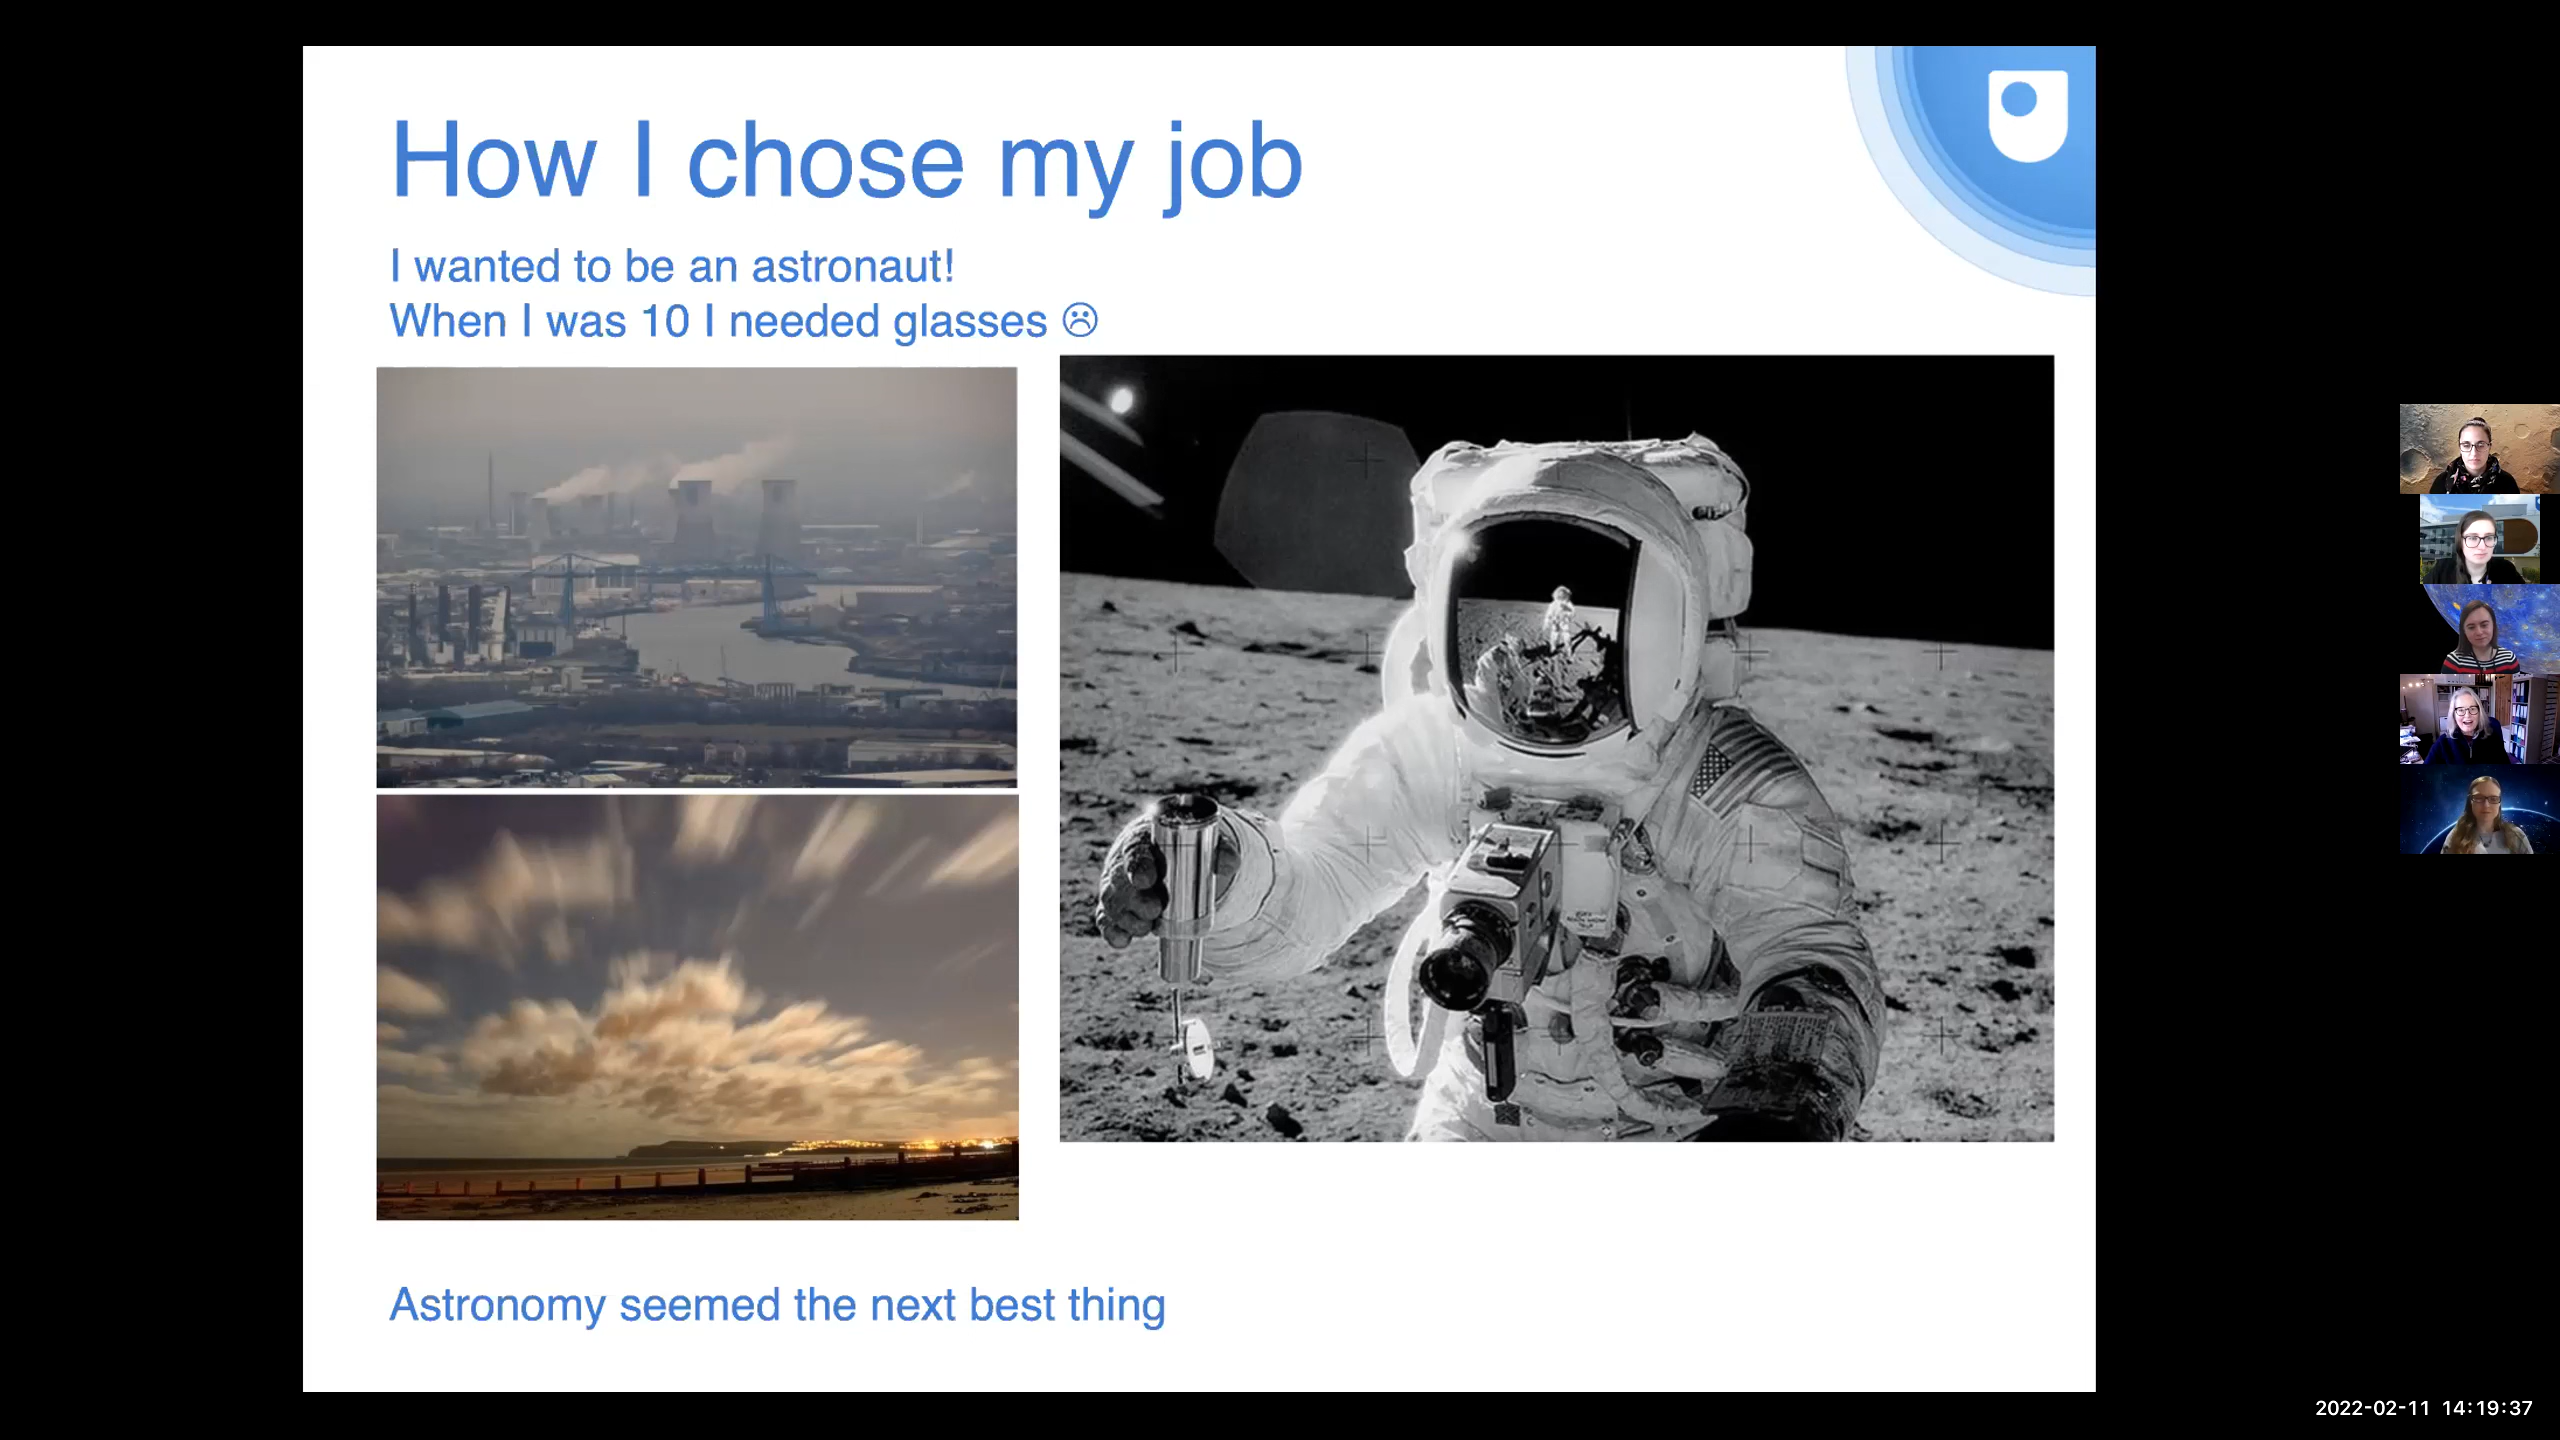 How I chose my job
I wanted to be an astronaut!
When I was 10 I needed glasses ☹
Astronomy seemed the next best thing
2022-02-11 14:19:37